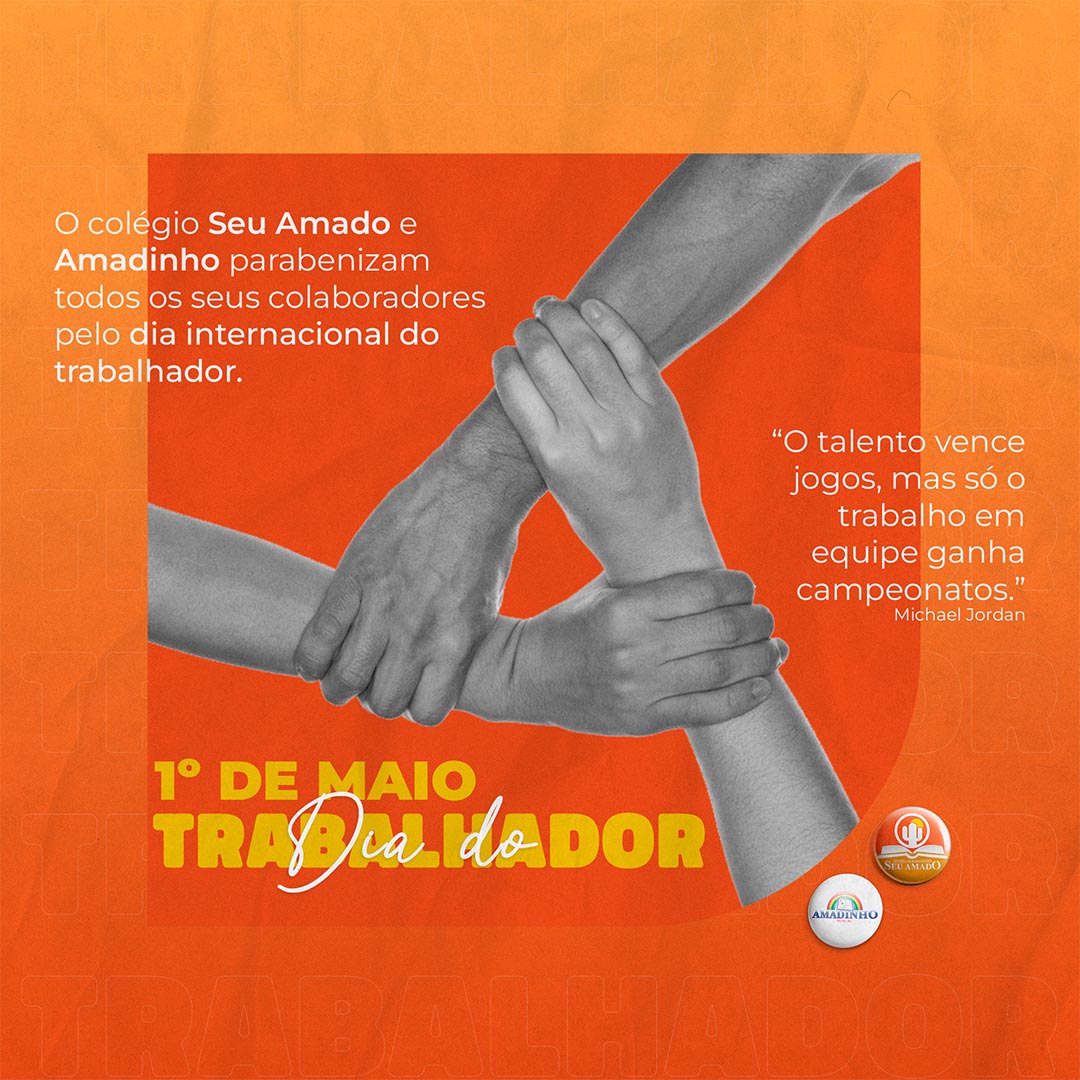 TRABALHADOR
O colégio Seu Amado e
Amadinho parabenizam
todos os seus colaboradores
pelo dia internacional do
trabalhador.
“O talento vence
jogos, mas só o
trabalho em
equipe ganha
campeonatos.”
Michael Jordan
1º DE MAIO
Dia do
TRABALHADOR
SEU AMADO
AMADINHO
TRABALHADOR